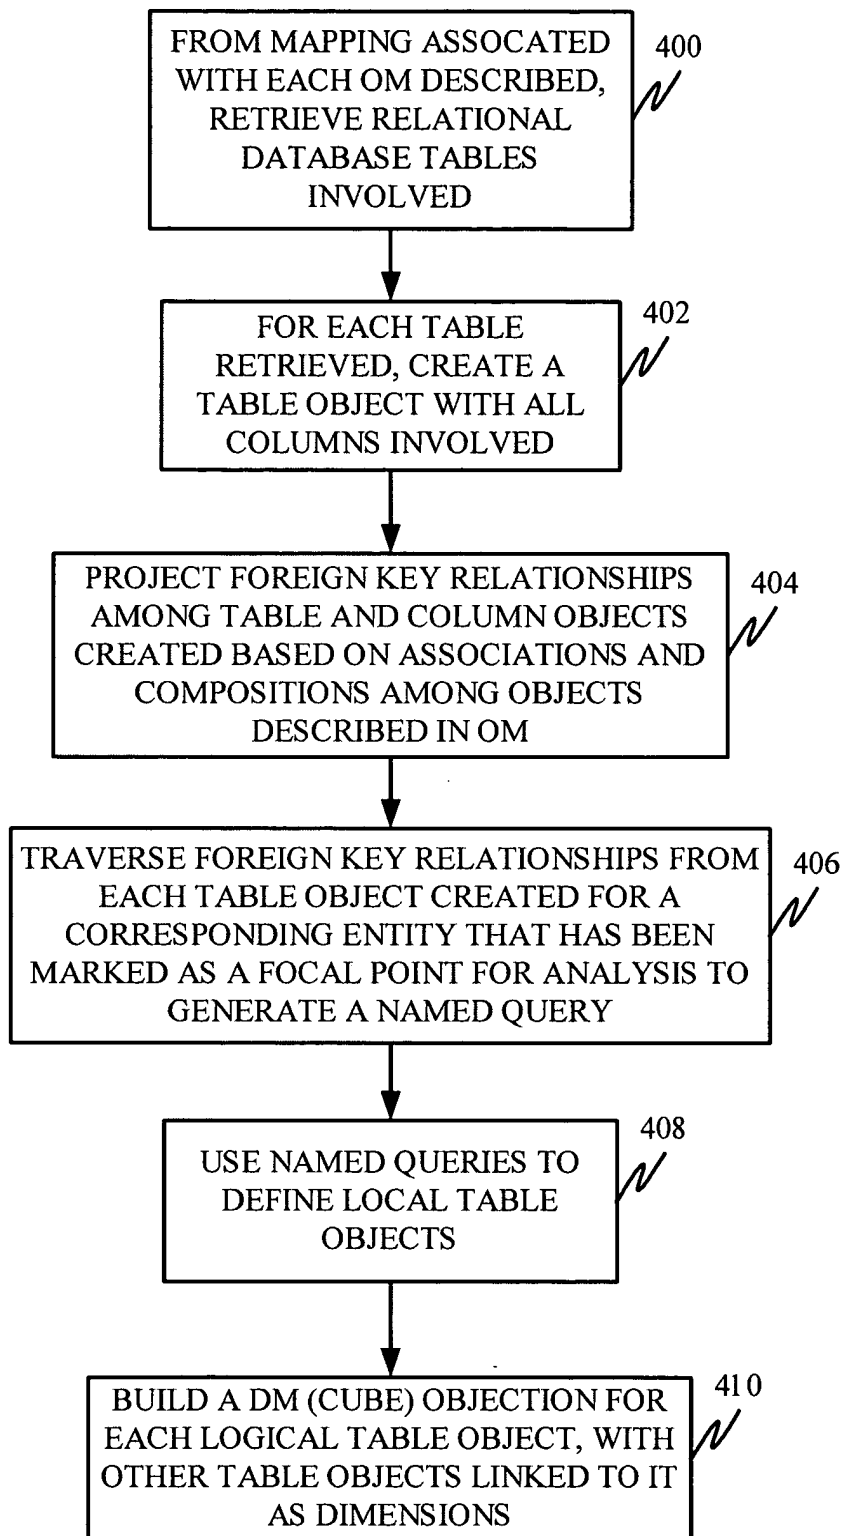 FROM MAPPING ASSOCATED
WITH EACH OM DESCRIBED,
RETRIEVE RELATIONAL
DATABASE TABLES
INVOLVED
400
FOR EACH TABLE
RETRIEVED, CREATE A
TABLE OBJECT WITH ALL
COLUMNS INVOLVED
402
PROJECT FOREIGN KEY RELATIONSHIPS
AMONG TABLE AND COLUMN OBJECTS
CREATED BASED ON ASSOCIATIONS AND
COMPOSITIONS AMONG OBJECTS
DESCRIBED IN OM
404
TRAVERSE FOREIGN KEY RELATIONSHIPS FROM
EACH TABLE OBJECT CREATED FOR A
CORRESPONDING ENTITY THAT HAS BEEN
MARKED AS A FOCAL POINT FOR ANALYSIS TO
GENERATE A NAMED QUERY
406
USE NAMED QUERIES TO
DEFINE LOCAL TABLE
OBJECTS
408
BUILD A DM (CUBE) OBJECTION FOR
EACH LOGICAL TABLE OBJECT, WITH
OTHER TABLE OBJECTS LINKED TO IT
AS DIMENSIONS
410